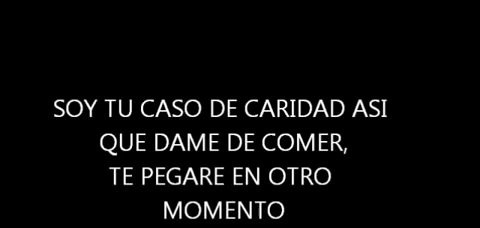 SOY TU CASO DE CARIDAD ASI
QUE DAME DE COMER,
TE PEGARE EN OTRO
MOMENTO